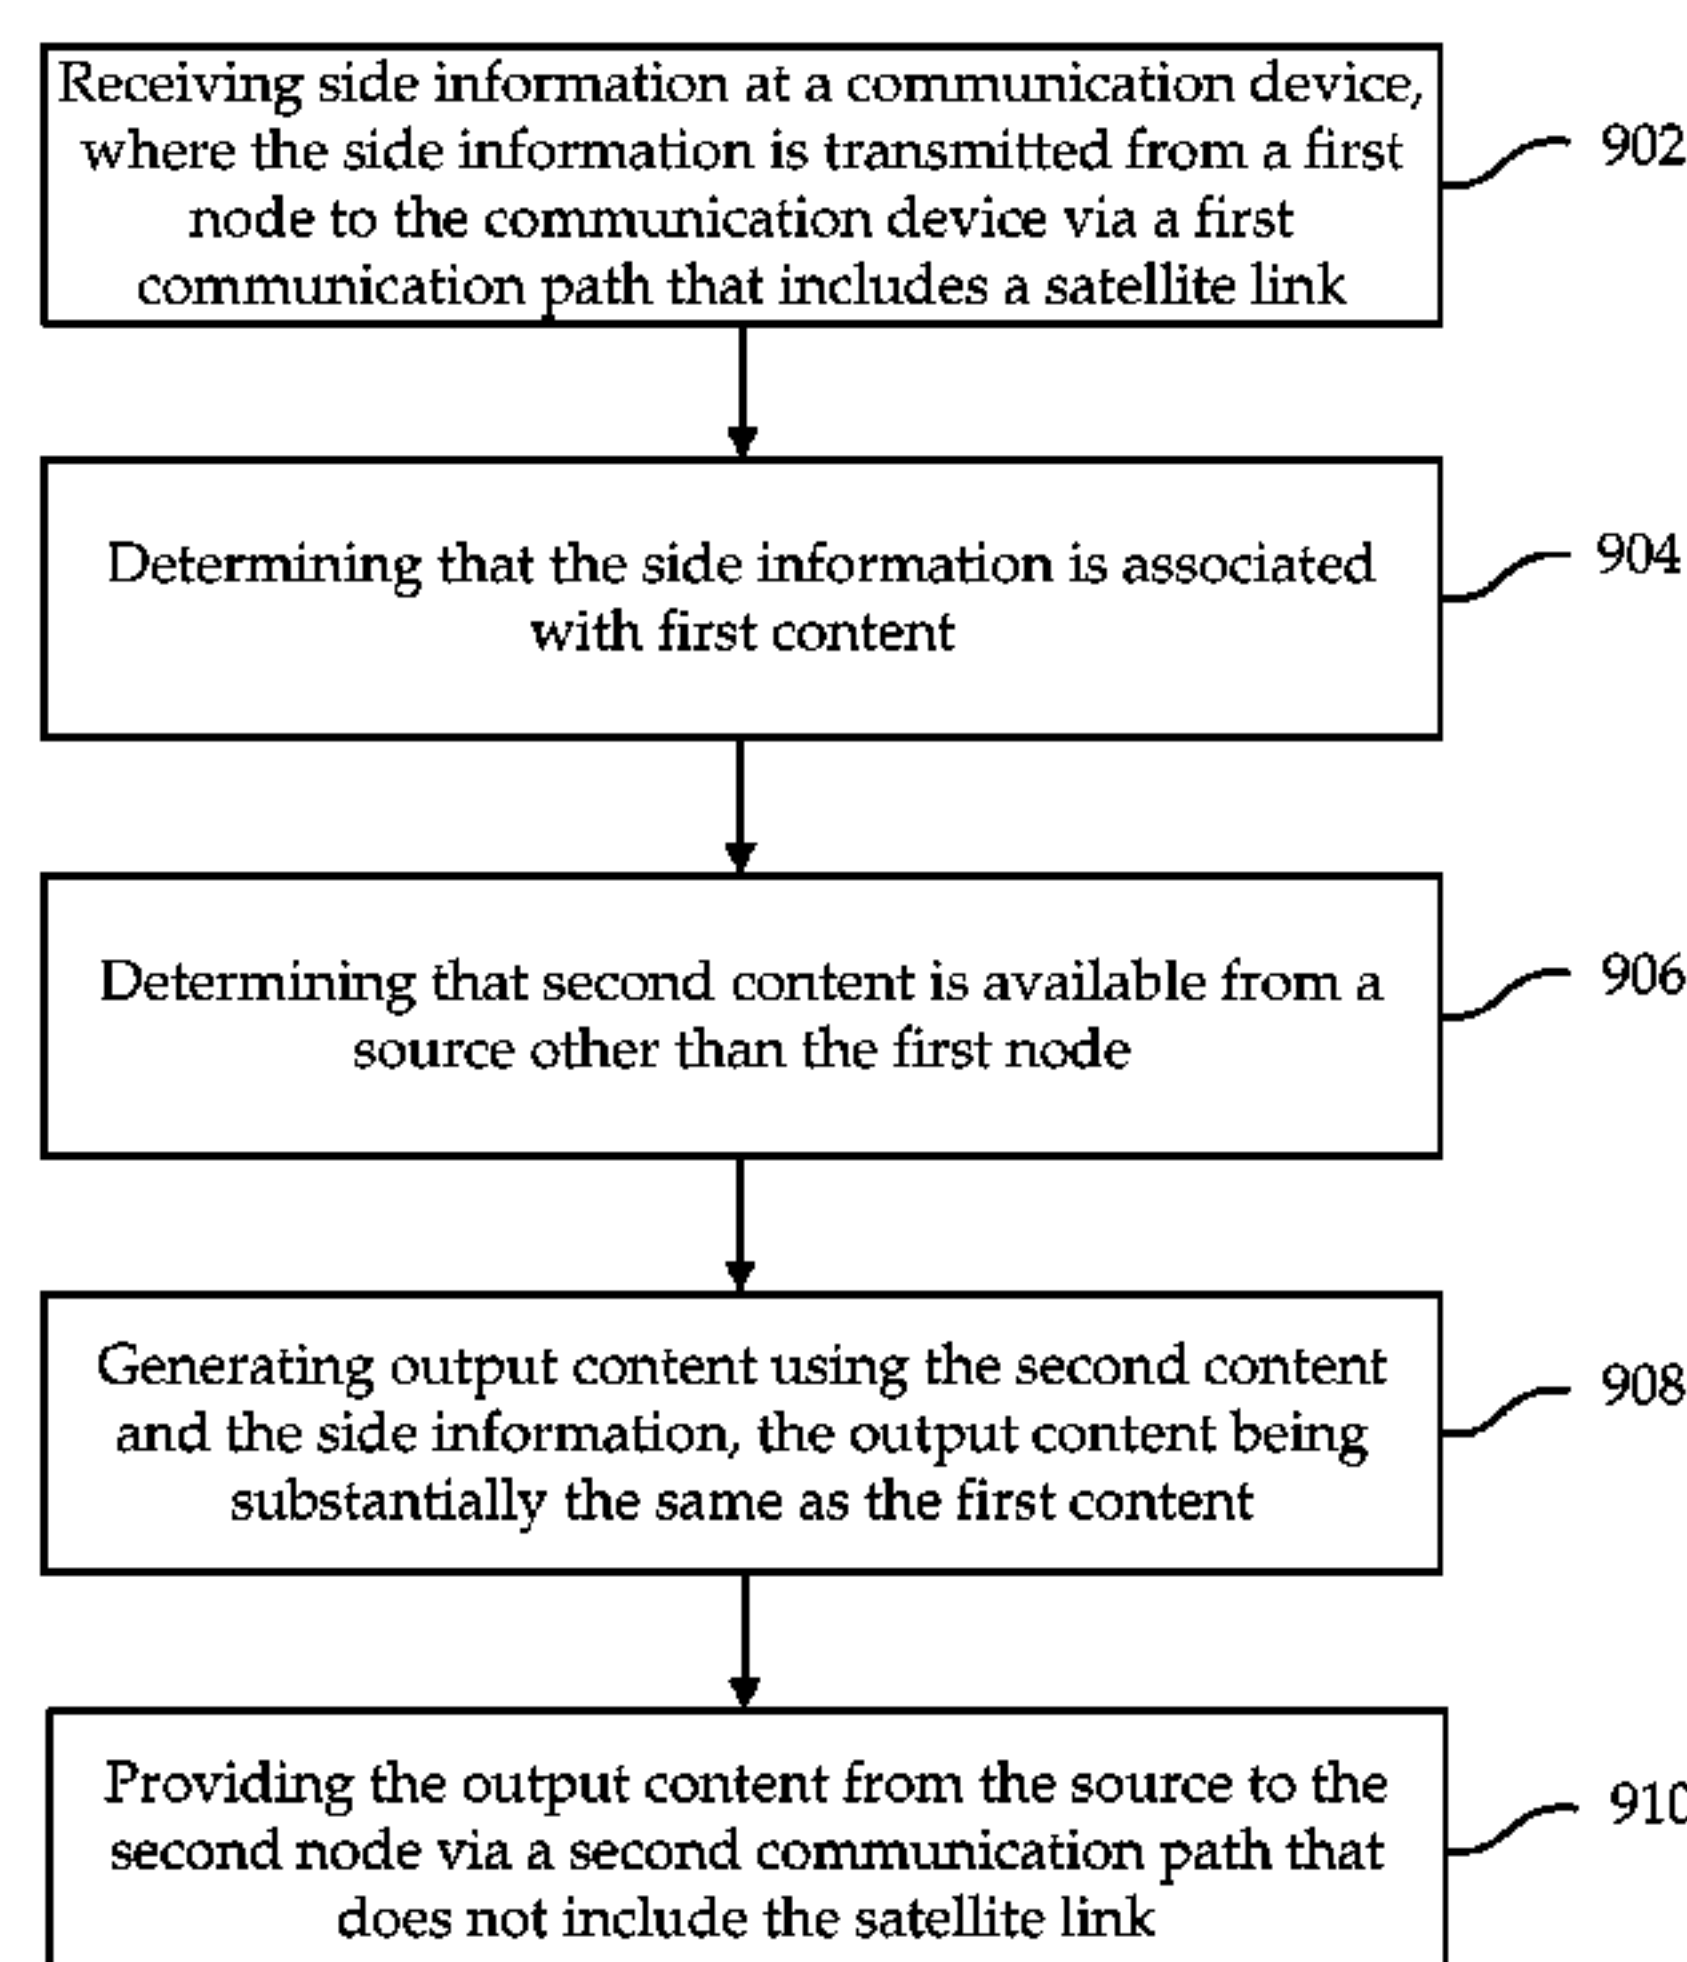 Receiving side information at a communication device,
where the side information is transmitted from a first
node to the communication device via a first
communication path that includes a satellite link
902
Determining that the side information is associated
with first content
904
Determining that second content is available from a
source other than the first node
906
Generating output content using the second content
and the side information, the output content being
substantially the same as the first content
908
Providing the output content from the source to the
second node via a second communication path that
does not include the satellite link
910